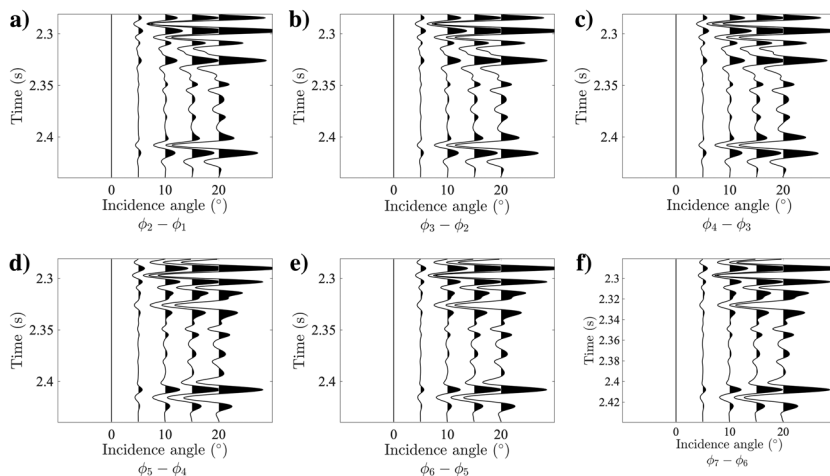 a)
2.3
2.35
2.4
Time (s)
0 10 20
Incidence angle (°)
ϕ2 − ϕ1
b)
2.3
2.35
2.4
Time (s)
0 10 20
Incidence angle (°)
ϕ3 − ϕ2
c)
2.3
2.35
2.4
Time (s)
0 10 20
Incidence angle (°)
ϕ4 − ϕ3
d)
2.3
2.35
2.4
Time (s)
0 10 20
Incidence angle (°)
ϕ5 − ϕ4
e)
2.3
2.35
2.4
Time (s)
0 10 20
Incidence angle (°)
ϕ6 − ϕ5
f)
2.3
2.32
2.34
2.36
2.38
2.4
2.42
Time (s)
0 10 20
Incidence angle (°)
ϕ7 − ϕ6